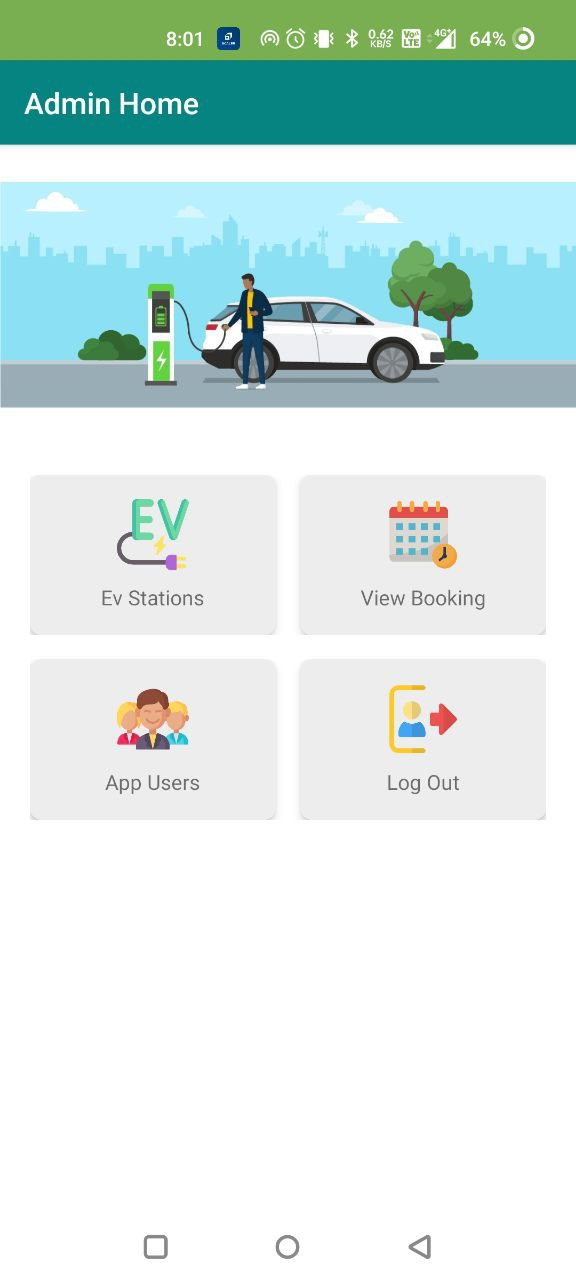 8:01 0.62 KB/S VoD LTE 4G+ 64%
Admin Home
EV
Ev Stations
View Booking
App Users
Log Out